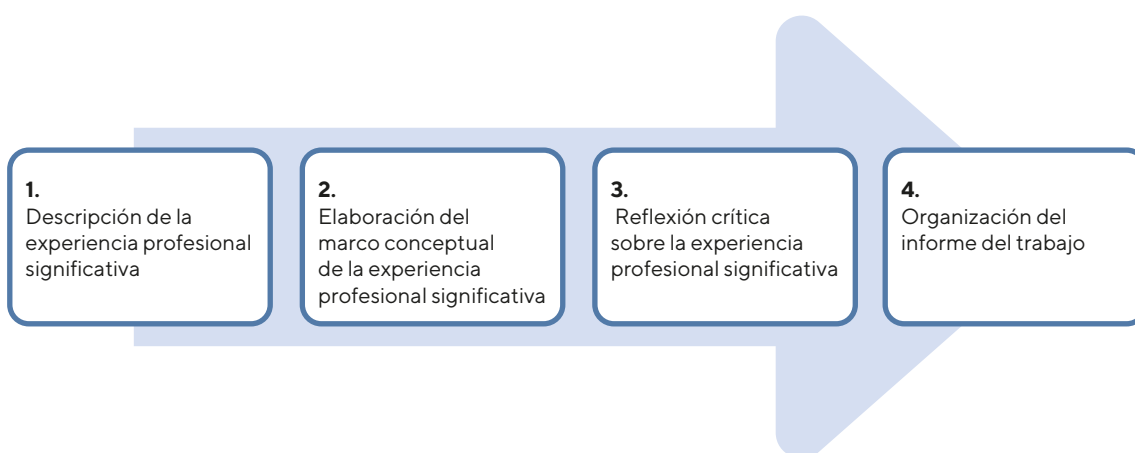 1.
Descripción de la
experiencia profesional
significativa
2.
Elaboración del
marco conceptual
de la experiencia
profesional significativa
3.
Reflexión crítica
sobre la experiencia
profesional significativa
4.
Organización del
informe del trabajo